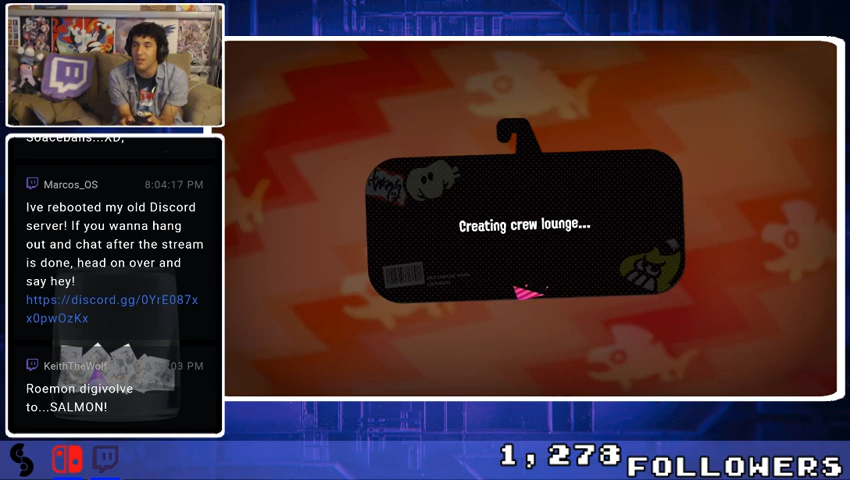 Spaceballs...XD,
Marcos_OS 8:04:17 PM
Ive rebooted my old Discord
server! If you wanna hang
out and chat after the stream
is done, head on over and
say hey!
https://discord.gg/0YrE087x
x0pwOzKx
KeithTheWolf 03 PM
Roemon digivolve
to...SALMON!
Creating crew lounge...
1,273 FOLLOWERS